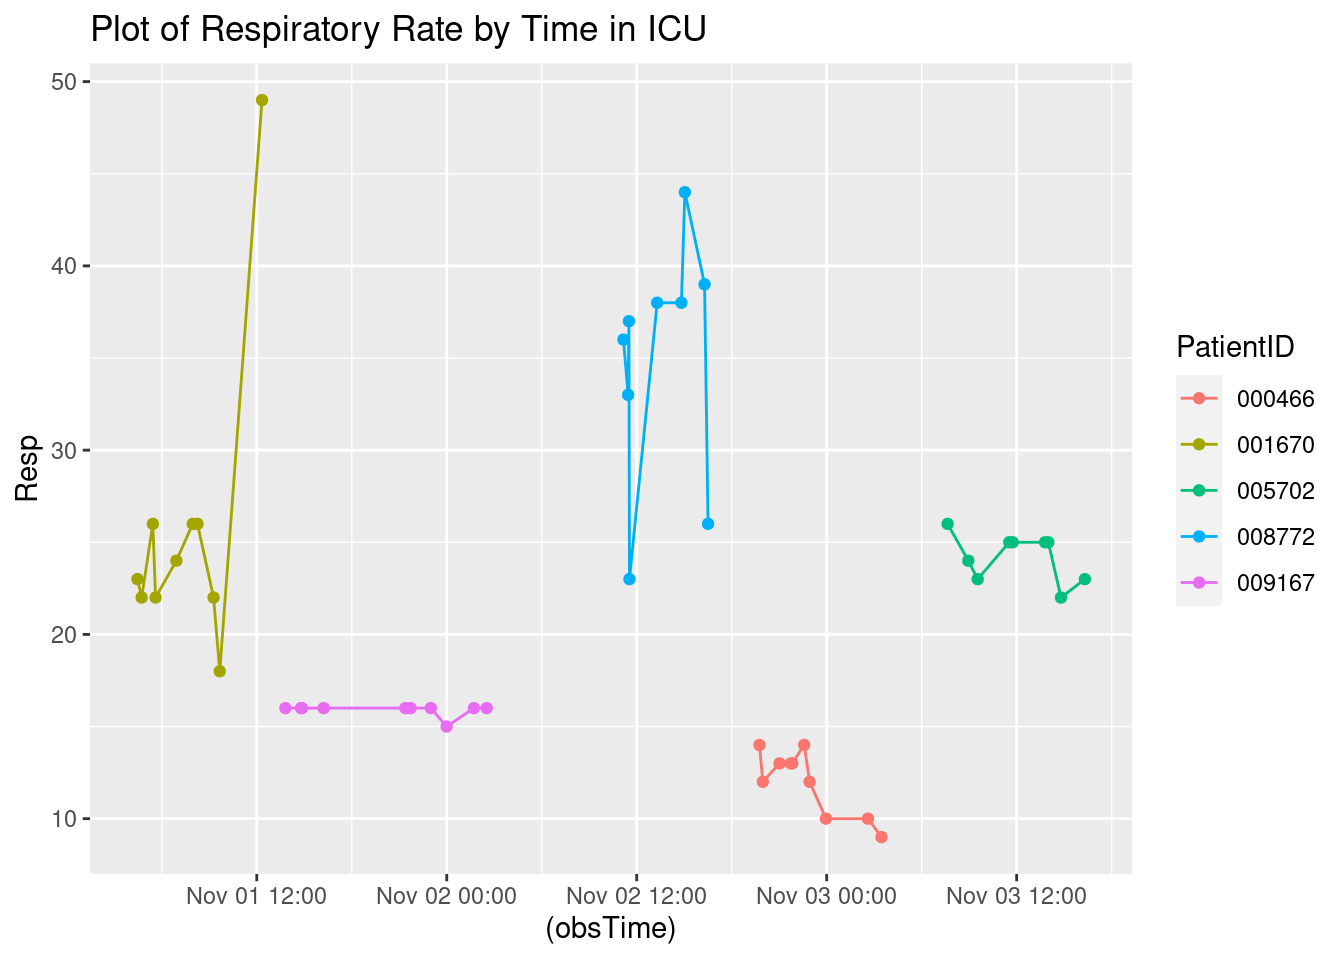 Plot of Respiratory Rate by Time in ICU
50
40
30
20
10
Resp
Nov 01 12:00
Nov 02 00:00
Nov 02 12:00
Nov 03 00:00
Nov 03 12:00
(obsTime)
PatientID
000466
001670
005702
008772
009167